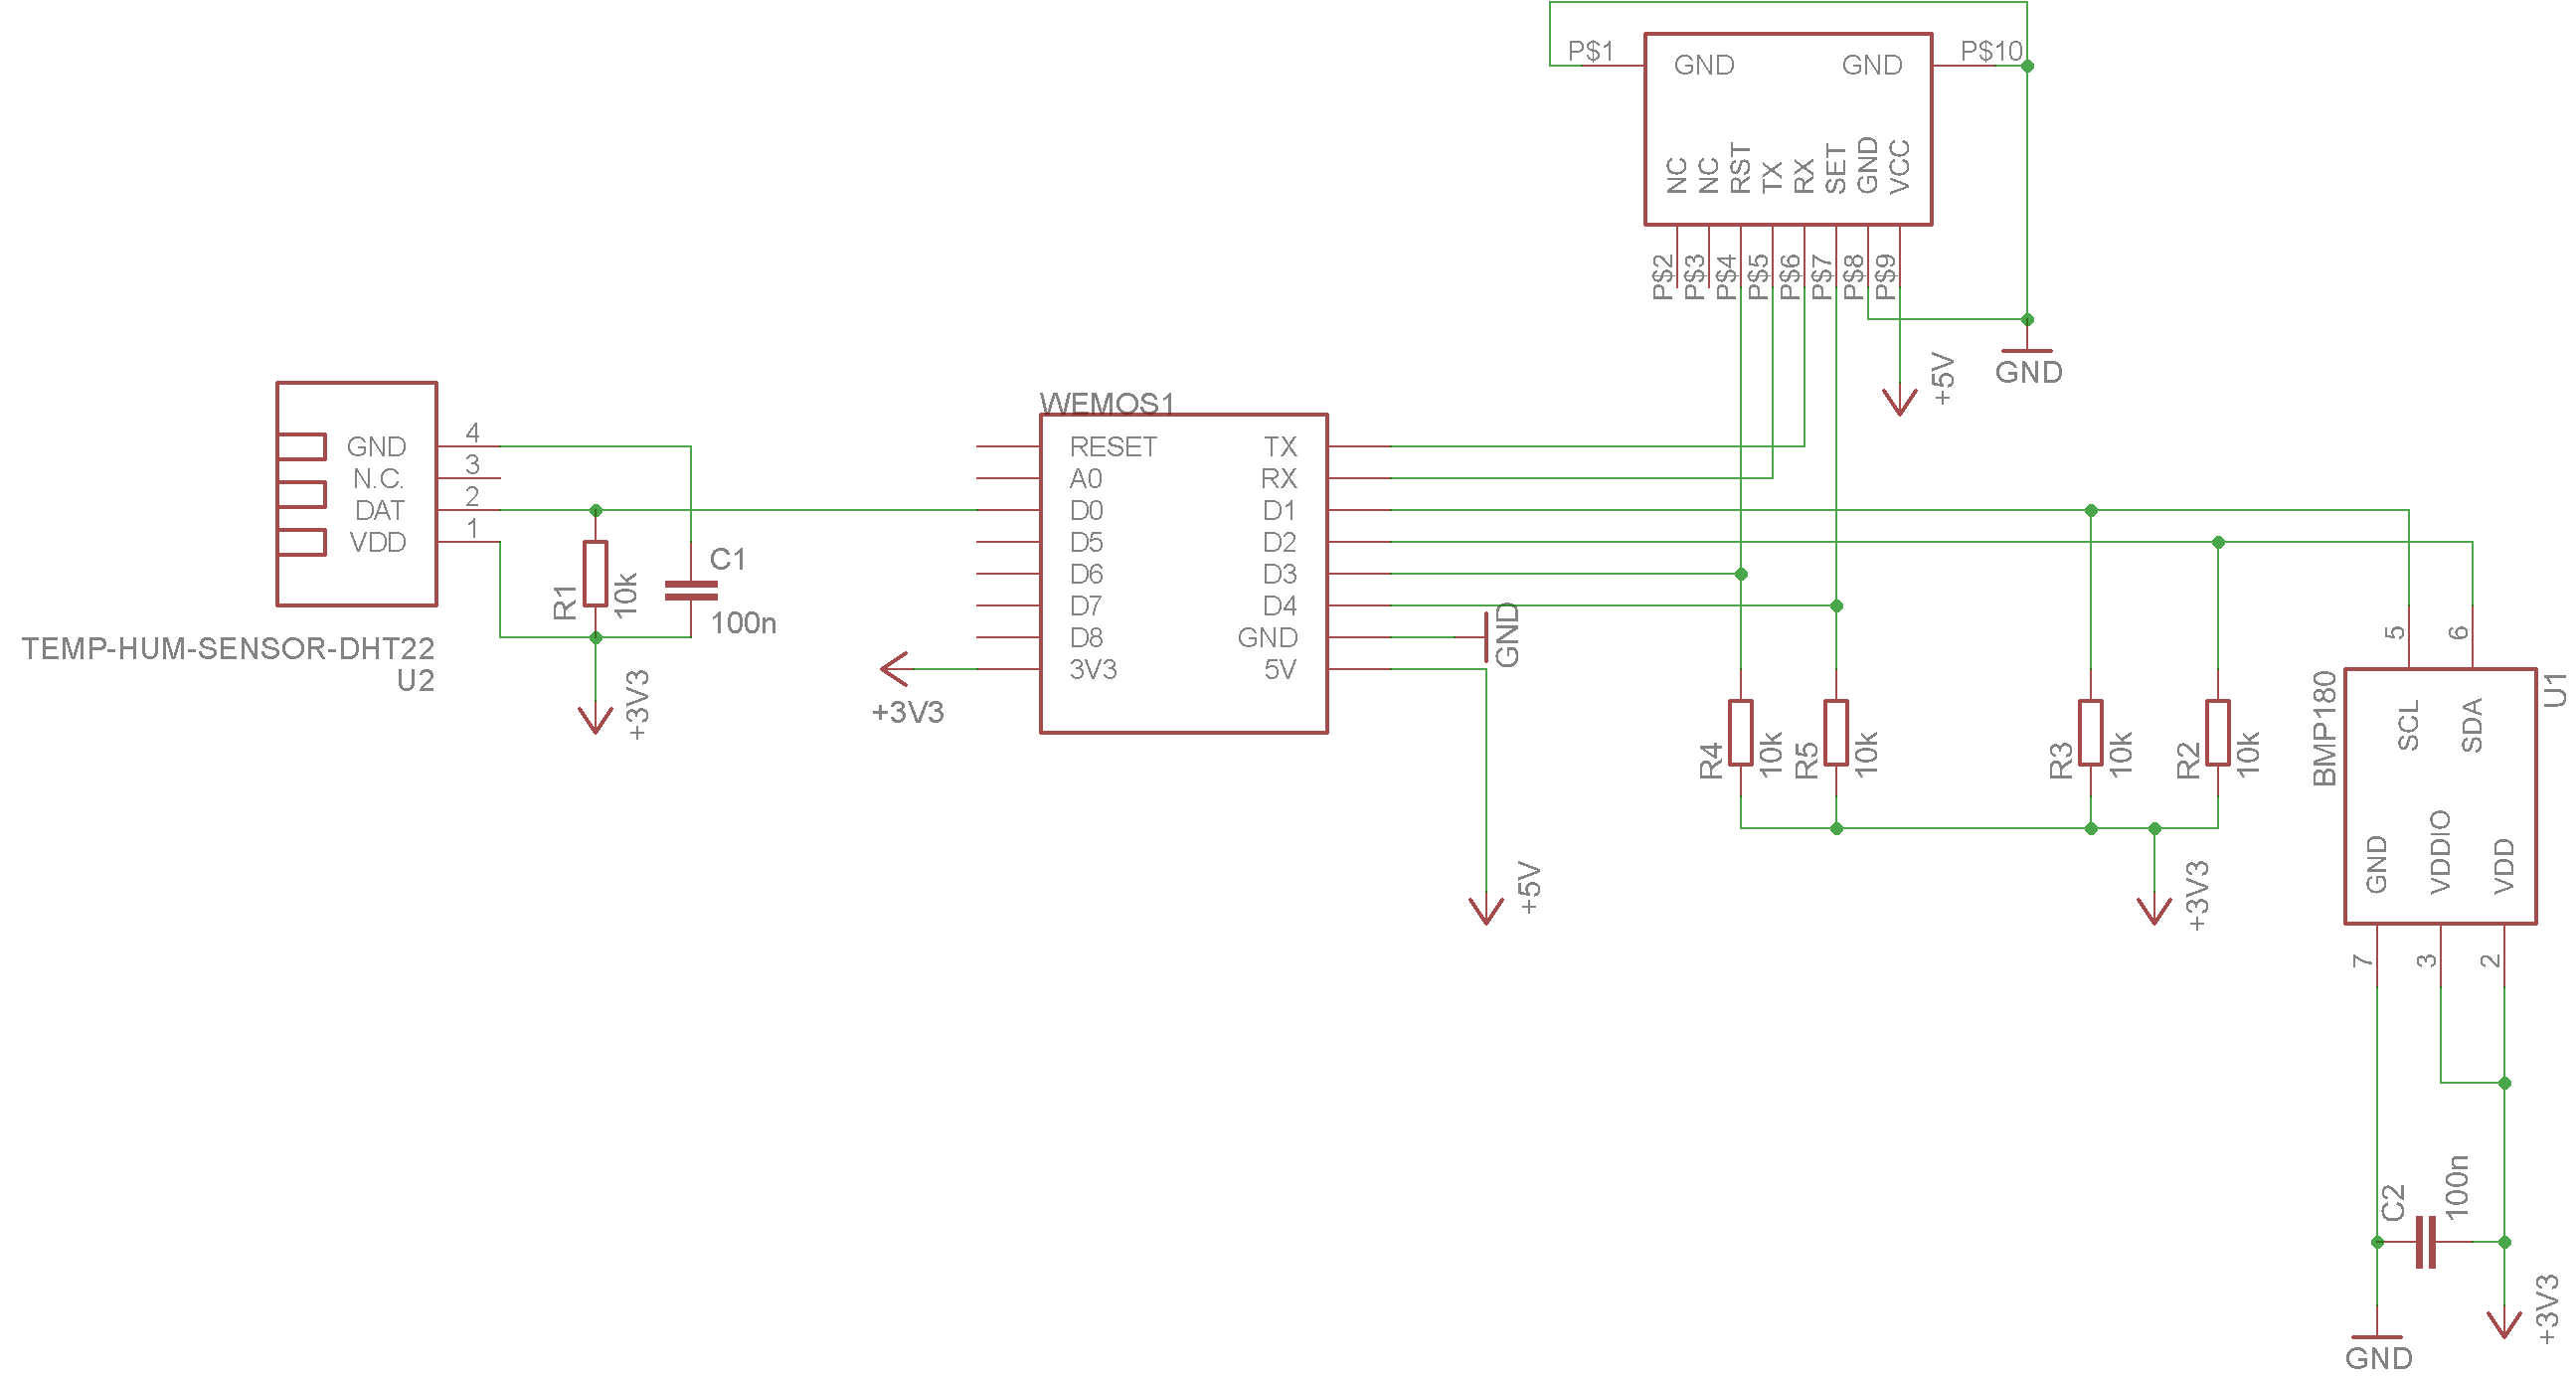 P$1
GND
GND
P$10
NC
NC
RST
TX
RX
SET
GND
VCC
P$2
P$3
P$4
P$5
P$6
P$7
P$8
P$9
+5V
GND
GND
N.C.
DAT
VDD
4
3
2
1
TEMP-HUM-SENSOR-DHT22
U2
R1
10k
C1
100n
+3V3
WEMOS1
RESET
A0
D0
D5
D6
D7
D8
3V3
TX
RX
D1
D2
D3
D4
GND
5V
+3V3
GND
+5V
R4
10k
R5
10k
R3
10k
R2
10k
+3V3
5
6
BMP180
U1
SCL
SDA
GND
VDDIO
VDD
7
3
2
C2
100n
GND
+3V3